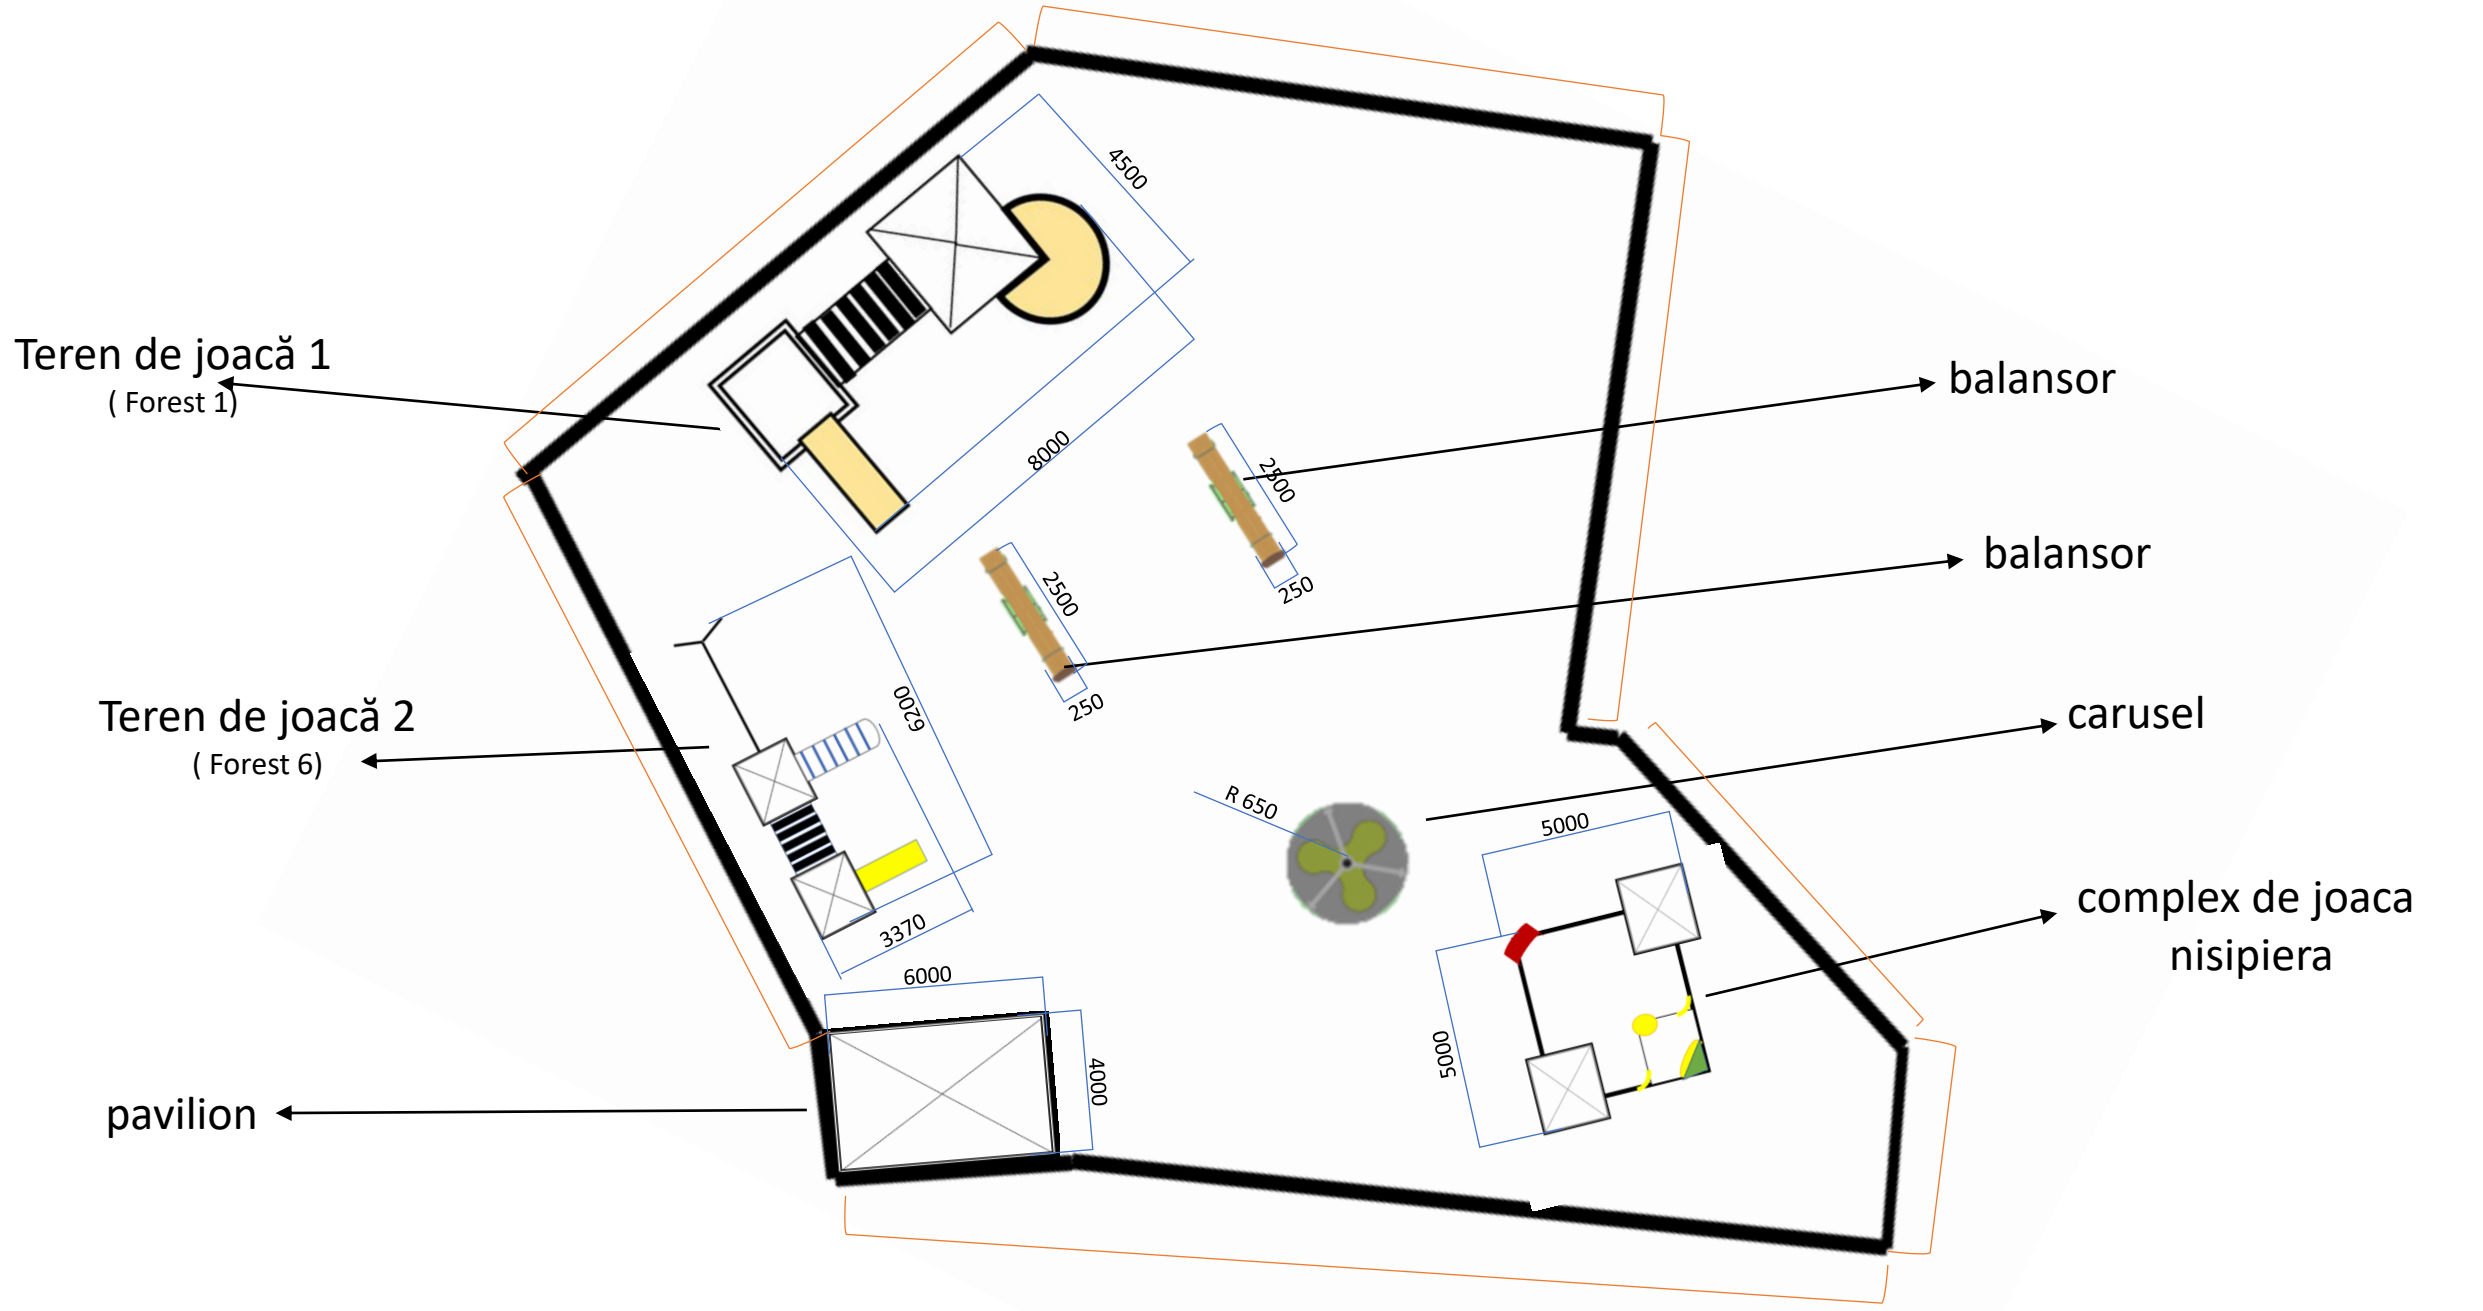 4500
Teren de joacă 1
( Forest 1)
balansor
8000
2500
balansor
2500
250
250
6200
Teren de joacă 2
( Forest 6)
carusel
R 650
5000
complex de joaca
nisipiera
3370
6000
5000
4000
pavilion